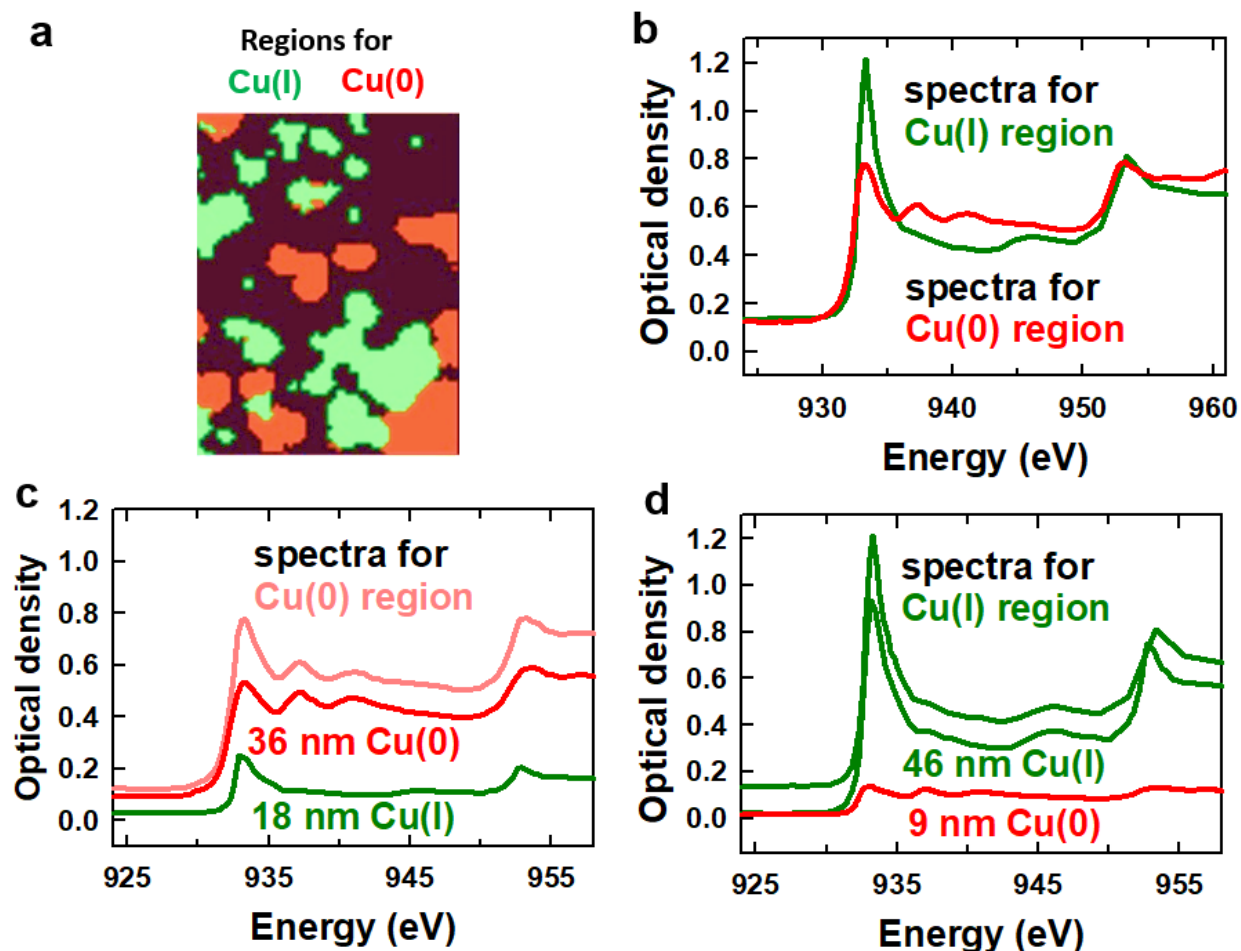 a
Regions for
Cu(I) Cu(0)
b
1.2
1.0
0.8
0.6
0.4
0.2
0.0
Optical density
spectra for
Cu(I) region
spectra for
Cu(0) region
930 940 950 960
Energy (eV)
c
1.2
1.0
0.8
0.6
0.4
0.2
0.0
Optical density
spectra for
Cu(0) region
36 nm Cu(0)
18 nm Cu(I)
925 935 945 955
Energy (eV)
d
1.2
1.0
0.8
0.6
0.4
0.2
0.0
Optical density
spectra for
Cu(I) region
46 nm Cu(I)
9 nm Cu(0)
925 935 945 955
Energy (eV)